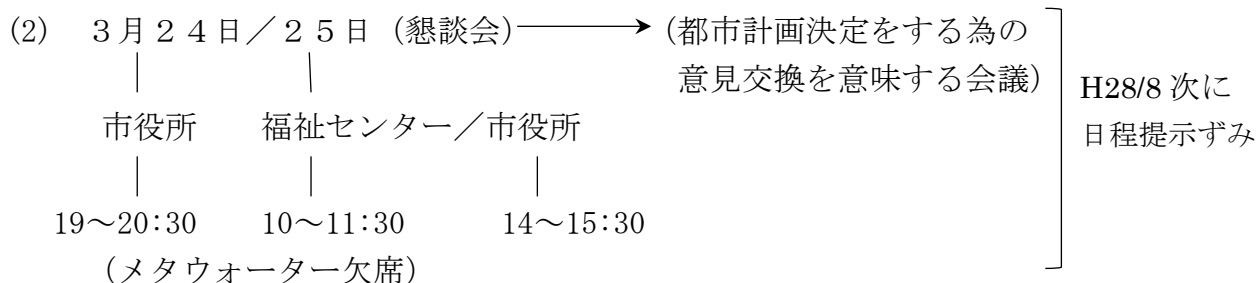 (2) 3月24日／25日（懇談会）（都市計画決定をする為の
意見交換を意味する会議）
H28/8 次に
日程提示ずみ
市役所 福祉センター／市役所
19～20:30 10～11:30 14～15:30
（メタウォーター欠席）